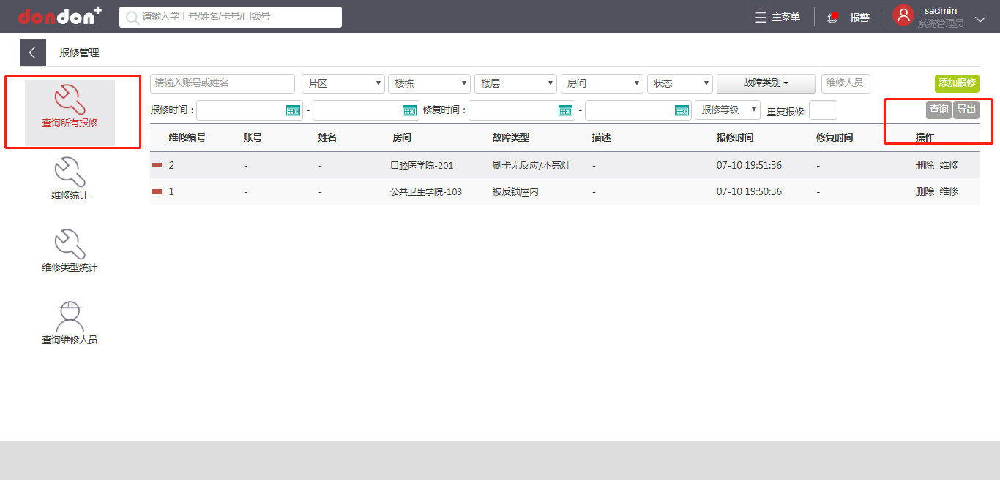 dondon+
请输入学工号/姓名/卡号/门锁号
主菜单
报警
sadmin
系统管理员
报修管理
查询所有报修
维修统计
维修类型统计
查询维修人员
请输入账号或姓名 片区 楼栋 楼层 房间 状态 故障类别 维修人员 添加报修
报修时间： - 修复时间： - 报修等级 重复报修: 查询 导出
维修编号 账号 姓名 房间 故障类型 描述 报修时间 修复时间 操作
2 - - 口腔医学院-201 刷卡无反应/不亮灯 - 07-10 19:51:36 - 删除 维修
1 - - 公共卫生学院-103 被反锁屋内 - 07-10 19:50:36 - 删除 维修